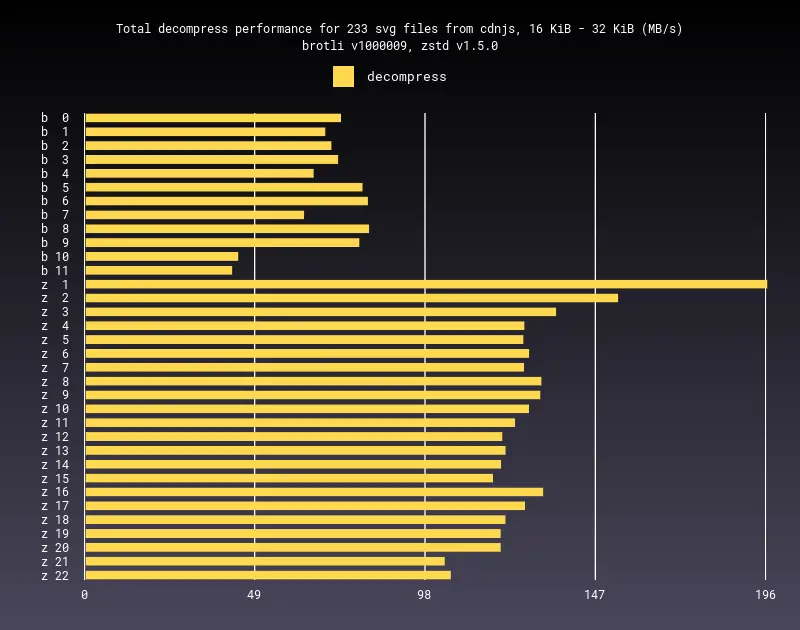 Total decompress performance for 233 svg files from cdnjs, 16 KiB - 32 KiB (MB/s)
brotli v1000009, zstd v1.5.0
decompress
b 0
b 1
b 2
b 3
b 4
b 5
b 6
b 7
b 8
b 9
b 10
b 11
z 1
z 2
z 3
z 4
z 5
z 6
z 7
z 8
z 9
z 10
z 11
z 12
z 13
z 14
z 15
z 16
z 17
z 18
z 19
z 20
z 21
z 22
0 49 98 147 196